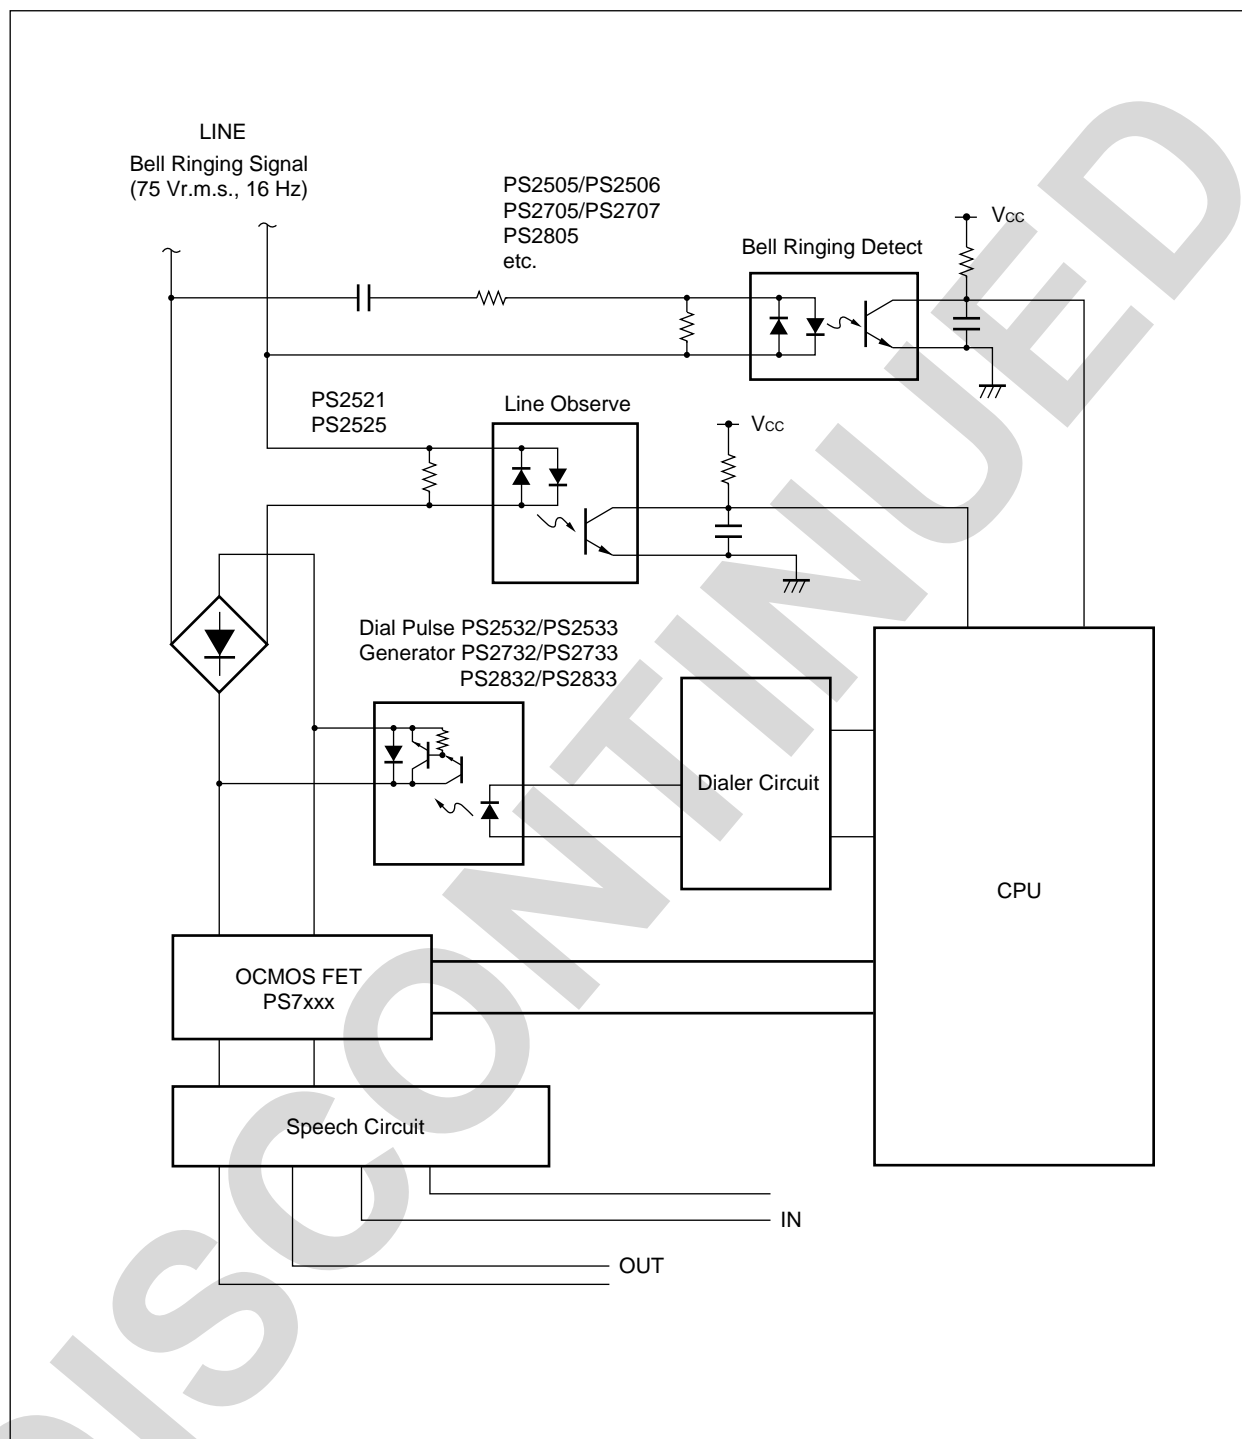 LINE
Bell Ringing Signal
(75 Vr.m.s., 16 Hz)
PS2505/PS2506
PS2705/PS2707
PS2805
etc.
Bell Ringing Detect
VCC
PS2521
PS2525
Line Observe
VCC
Dial Pulse PS2532/PS2533
Generator PS2732/PS2733
PS2832/PS2833
Dialer Circuit
CPU
OCMOS FET
PS7xxx
Speech Circuit
IN
OUT
DISCONTINUED